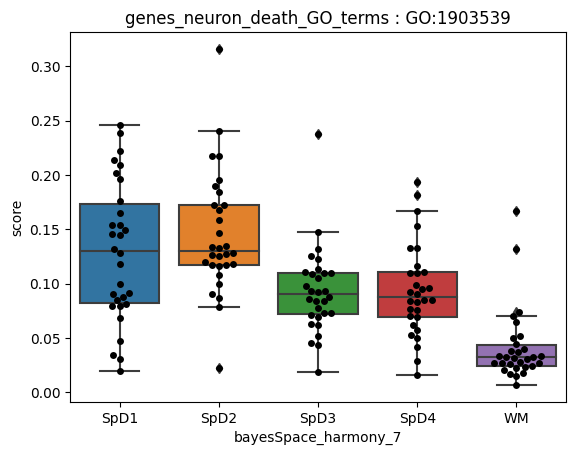 genes_neuron_death_GO_terms : GO:1903539
score
0.30
0.25
0.20
0.15
0.10
0.05
0.00
SpD1 SpD2 SpD3 SpD4 WM
bayesSpace_harmony_7